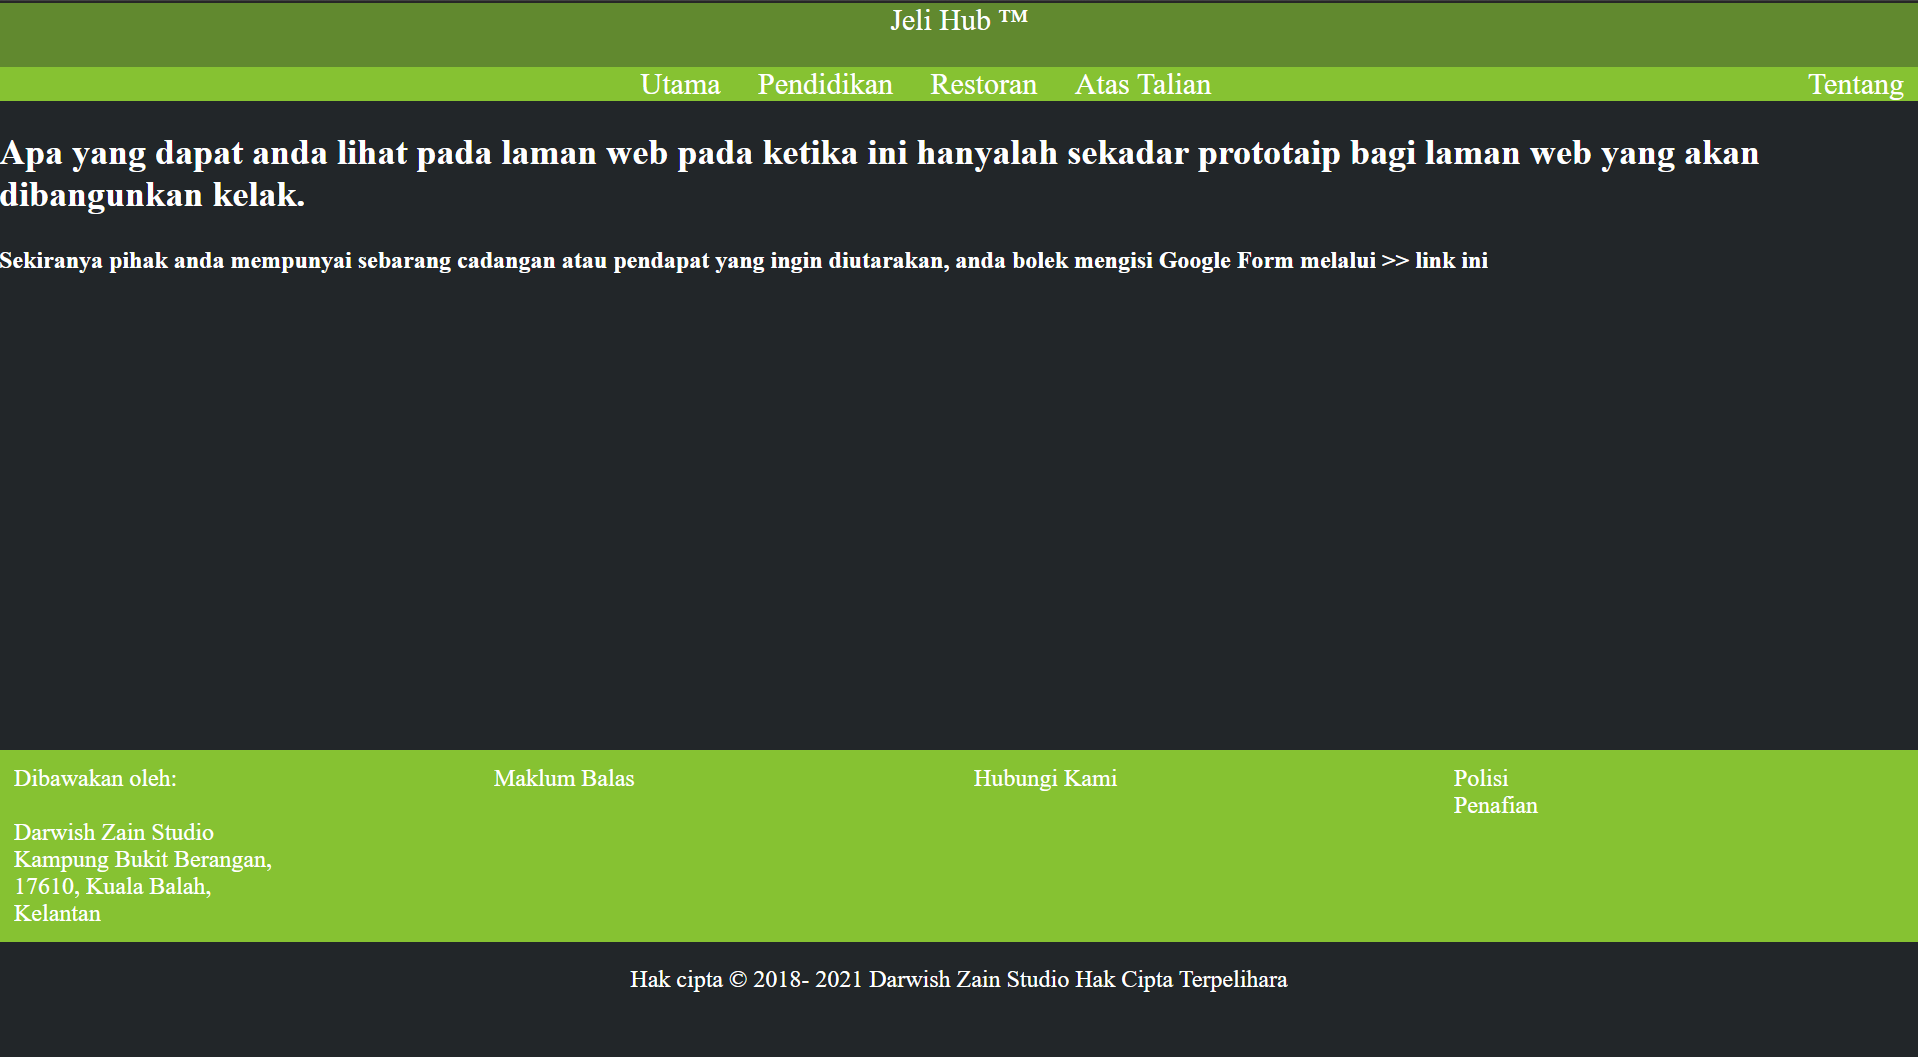 Jeli Hub ™
Utama Pendidikan Restoran Atas Talian Tentang
Apa yang dapat anda lihat pada laman web pada ketika ini hanyalah sekadar prototaip bagi laman web yang akan
dibangunkan kelak.
Sekiranya pihak anda mempunyai sebarang cadangan atau pendapat yang ingin diutarakan, anda bolek mengisi Google Form melalui >> link ini
Dibawakan oleh:
Darwish Zain Studio
Kampung Bukit Berangan,
17610, Kuala Balah,
Kelantan
Maklum Balas
Hubungi Kami
Polisi
Penafian
Hak cipta © 2018- 2021 Darwish Zain Studio Hak Cipta Terpelihara